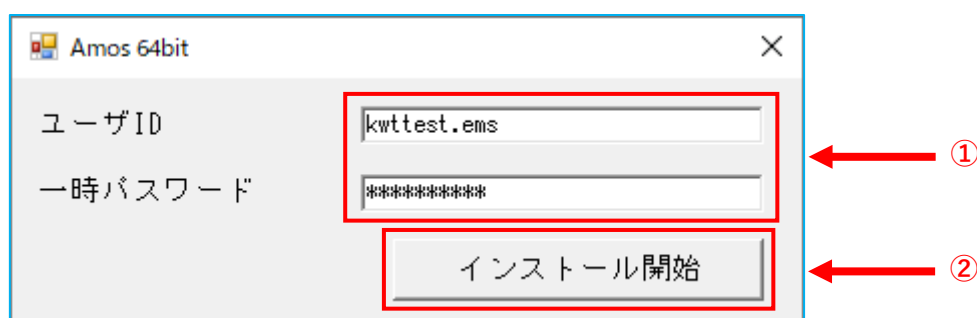 Amos 64bit
ユーザID
kwttest.ems
①
一時パスワード
**********
インストール開始
②